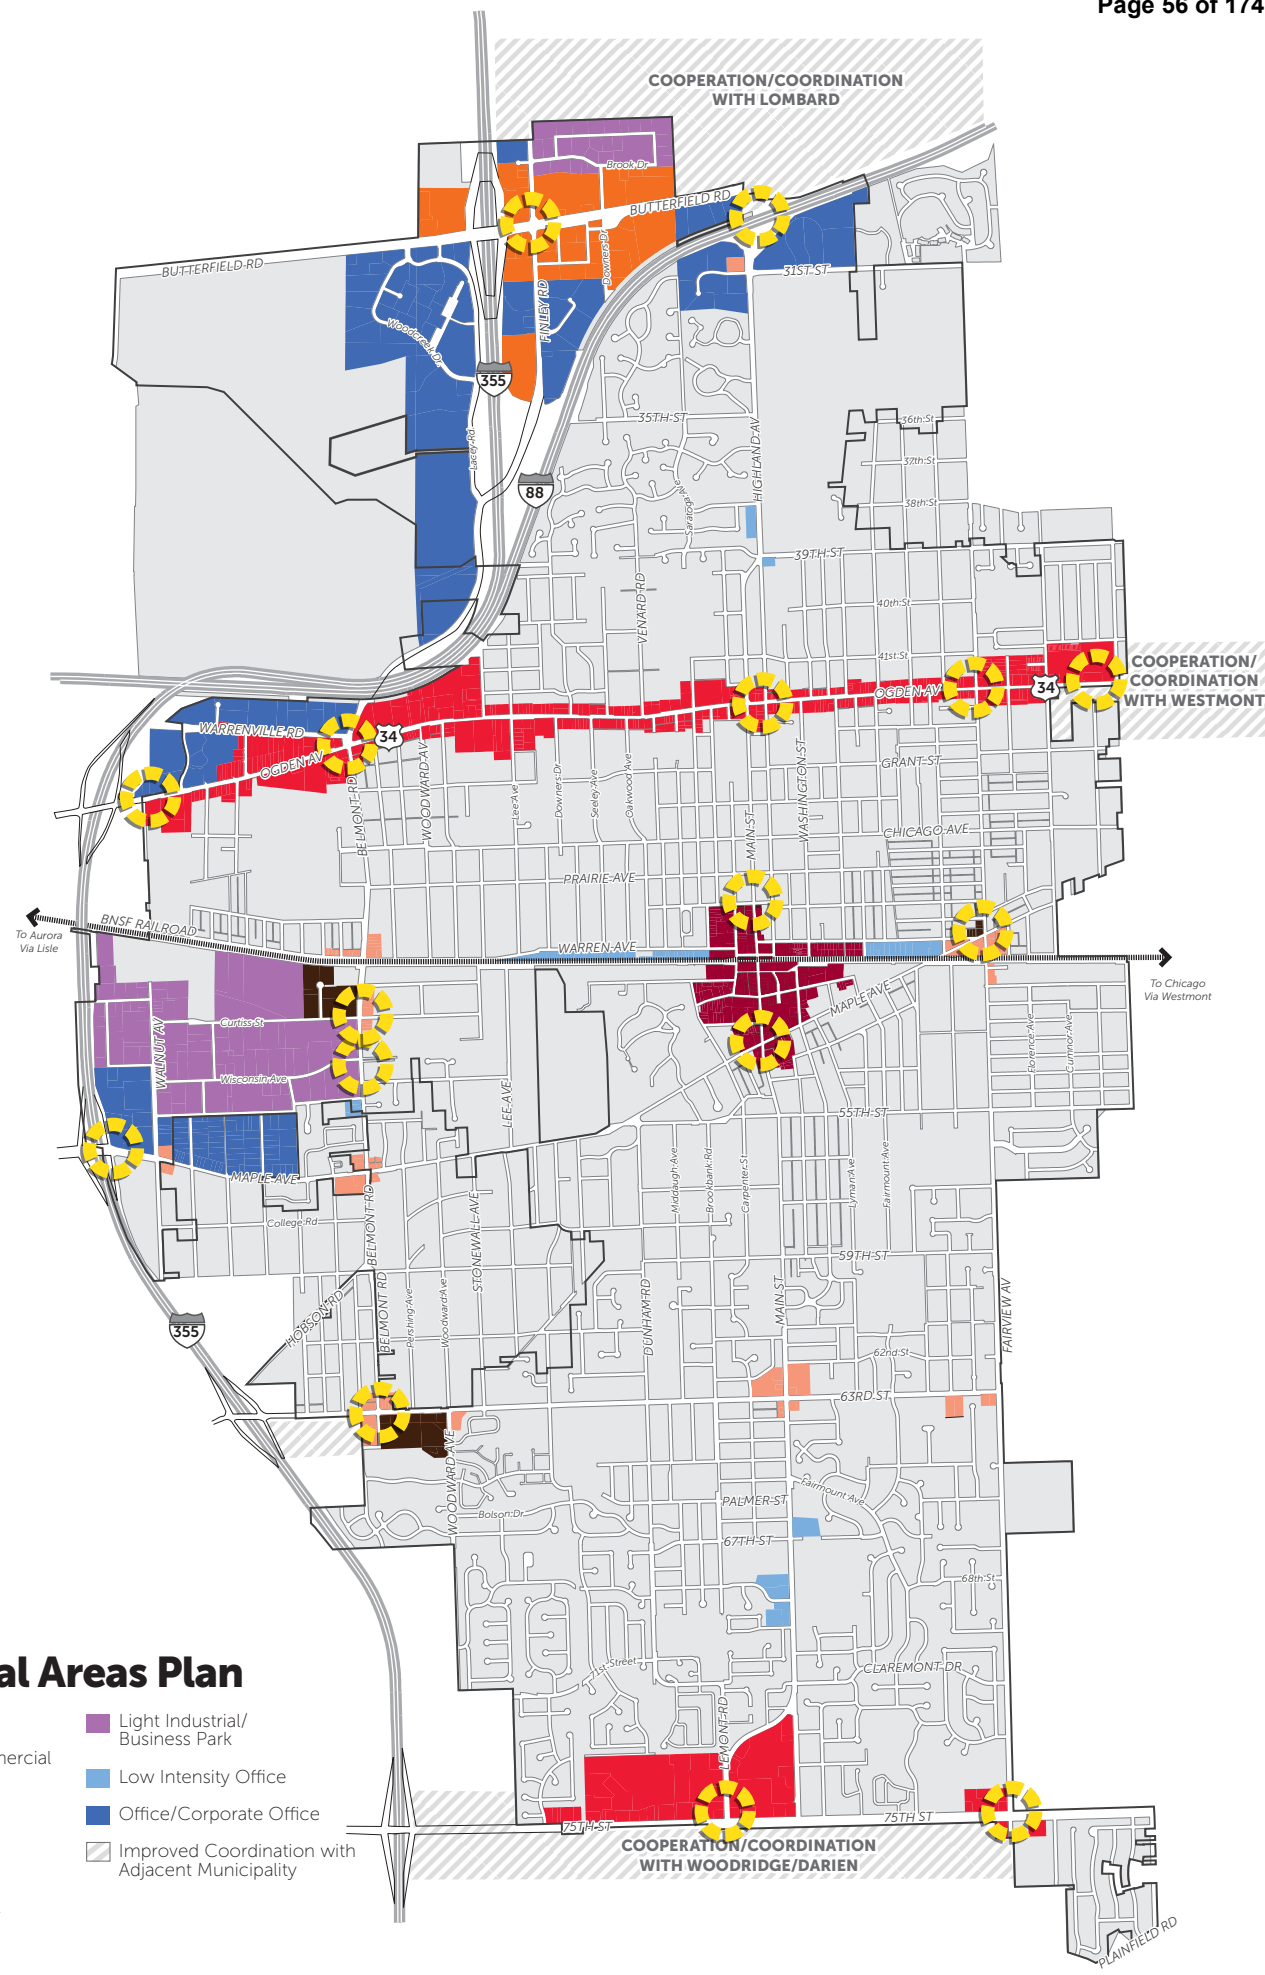 Page 56 of 174
COOPERATION/COORDINATION
WITH LOMBARD
Brook Dr
BUTTERFIELD RD
BUTTERFIELD RD
Downers Dr
31ST ST
FINLEY RD
Woodcreek Dr.
355
35TH ST
36th St
HIGHLAND AV
37th St
Lacey Rd
Saratoga Ave
88
38th St
39TH ST
VENARD RD
40th St
41st St
COOPERATION/
COORDINATION
WITH WESTMONT
OGDEN AV
34
WARRENVILLE RD
34
OGDEN AV
WOODWARD AV
BELMONT RD
Lee Ave
Downers Dr
Seeley Ave
Oakwood Ave
WASHINGTON ST
GRANT ST
MAIN ST
CHICAGO AVE
PRAIRIE AVE
BNSF RAILROAD
To Aurora
Via Lisle
WARREN AVE
To Chicago
Via Westmont
MAPLE AVE
Curtiss St
WALNUT AV
Florence Ave
Cumnor Ave
Wisconsin Ave
LEE AVE
55TH ST
MAPLE AVE
Middaugh Ave
Brookbank Rd
Carpenter St
Lyman Ave
Fairmount Ave
College Rd
BELMONT RD
STONEWALL AVE
59TH ST
HOBSON RD
BELMONT RD
Pershing Ave
Woodward Ave
DUNHAM RD
MAIN ST
FAIRVIEW AV
355
62nd St
63RD ST
WOODWARD AVE
PALMER ST
Fairmount Ave
Bolson Dr
67TH ST
68th St
1st Street
CLAREMONT DR
al Areas Plan
LEMONT RD
Light Industrial/
Business Park
mercial
Low Intensity Office
Office/Corporate Office
75TH ST
75TH ST
Improved Coordination with
Adjacent Municipality
COOPERATION/COORDINATION
WITH WOODRIDGE/DARIEN
PLAINFIELD RD